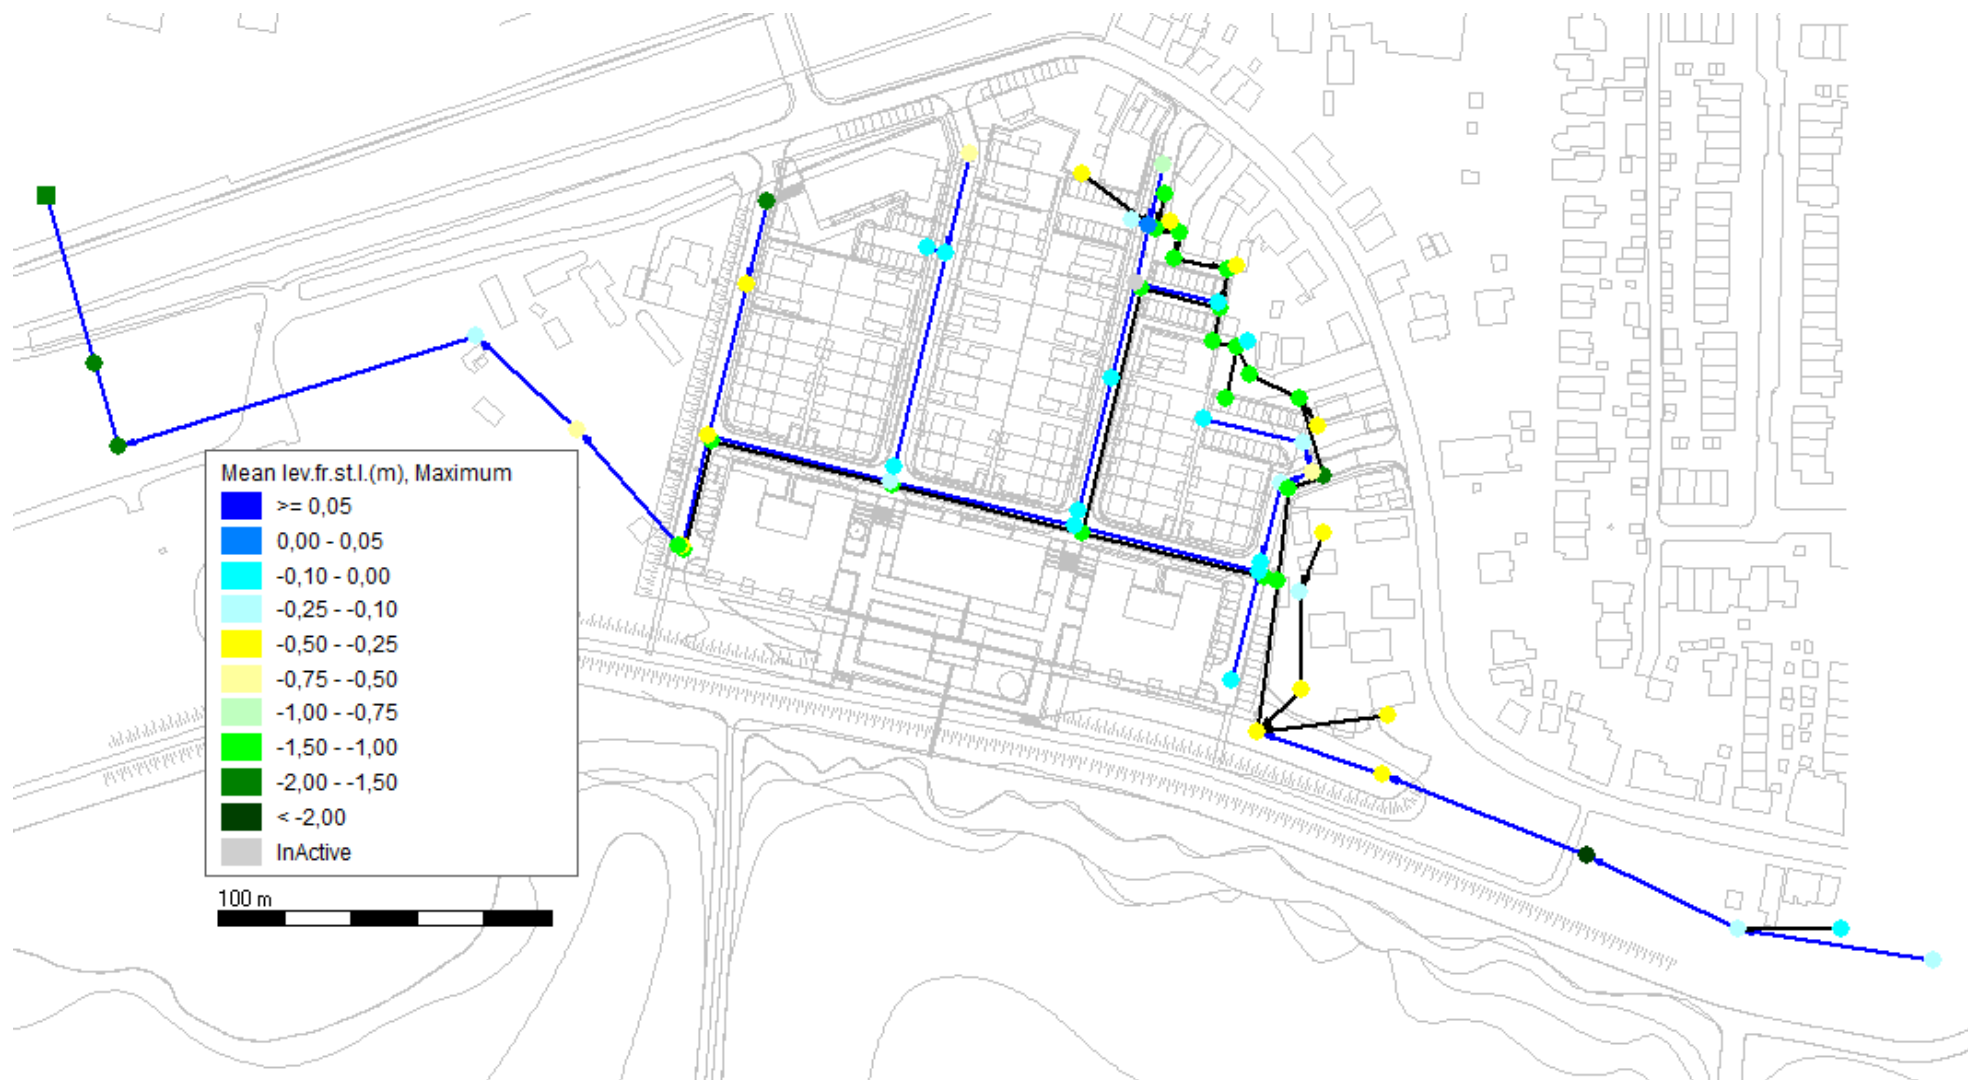 Mean lev.fr.st.l.(m), Maximum
>= 0,05
0,00 - 0,05
-0,10 - 0,00
-0,25 - -0,10
-0,50 - -0,25
-0,75 - -0,50
-1,00 - -0,75
-1,50 - -1,00
-2,00 - -1,50
< -2,00
InActive
100 m